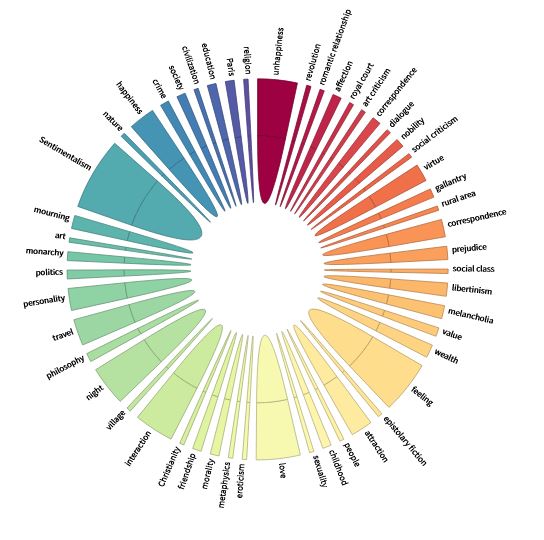 unhappiness
revolution
romantic relationship
affection
royal court
art criticism
correspondence
dialogue
nobility
social criticism
virtue
gallantry
rural area
correspondence
prejudice
social class
libertinism
melancholia
value
wealth
feeling
epistolary fiction
attraction
people
childhood
sexuality
love
eroticism
metaphysics
morality
friendship
Christianity
interaction
village
night
philosophy
travel
personality
politics
monarchy
art
mourning
Sentimentalism
nature
happiness
crime
society
civilization
education
Paris
religion